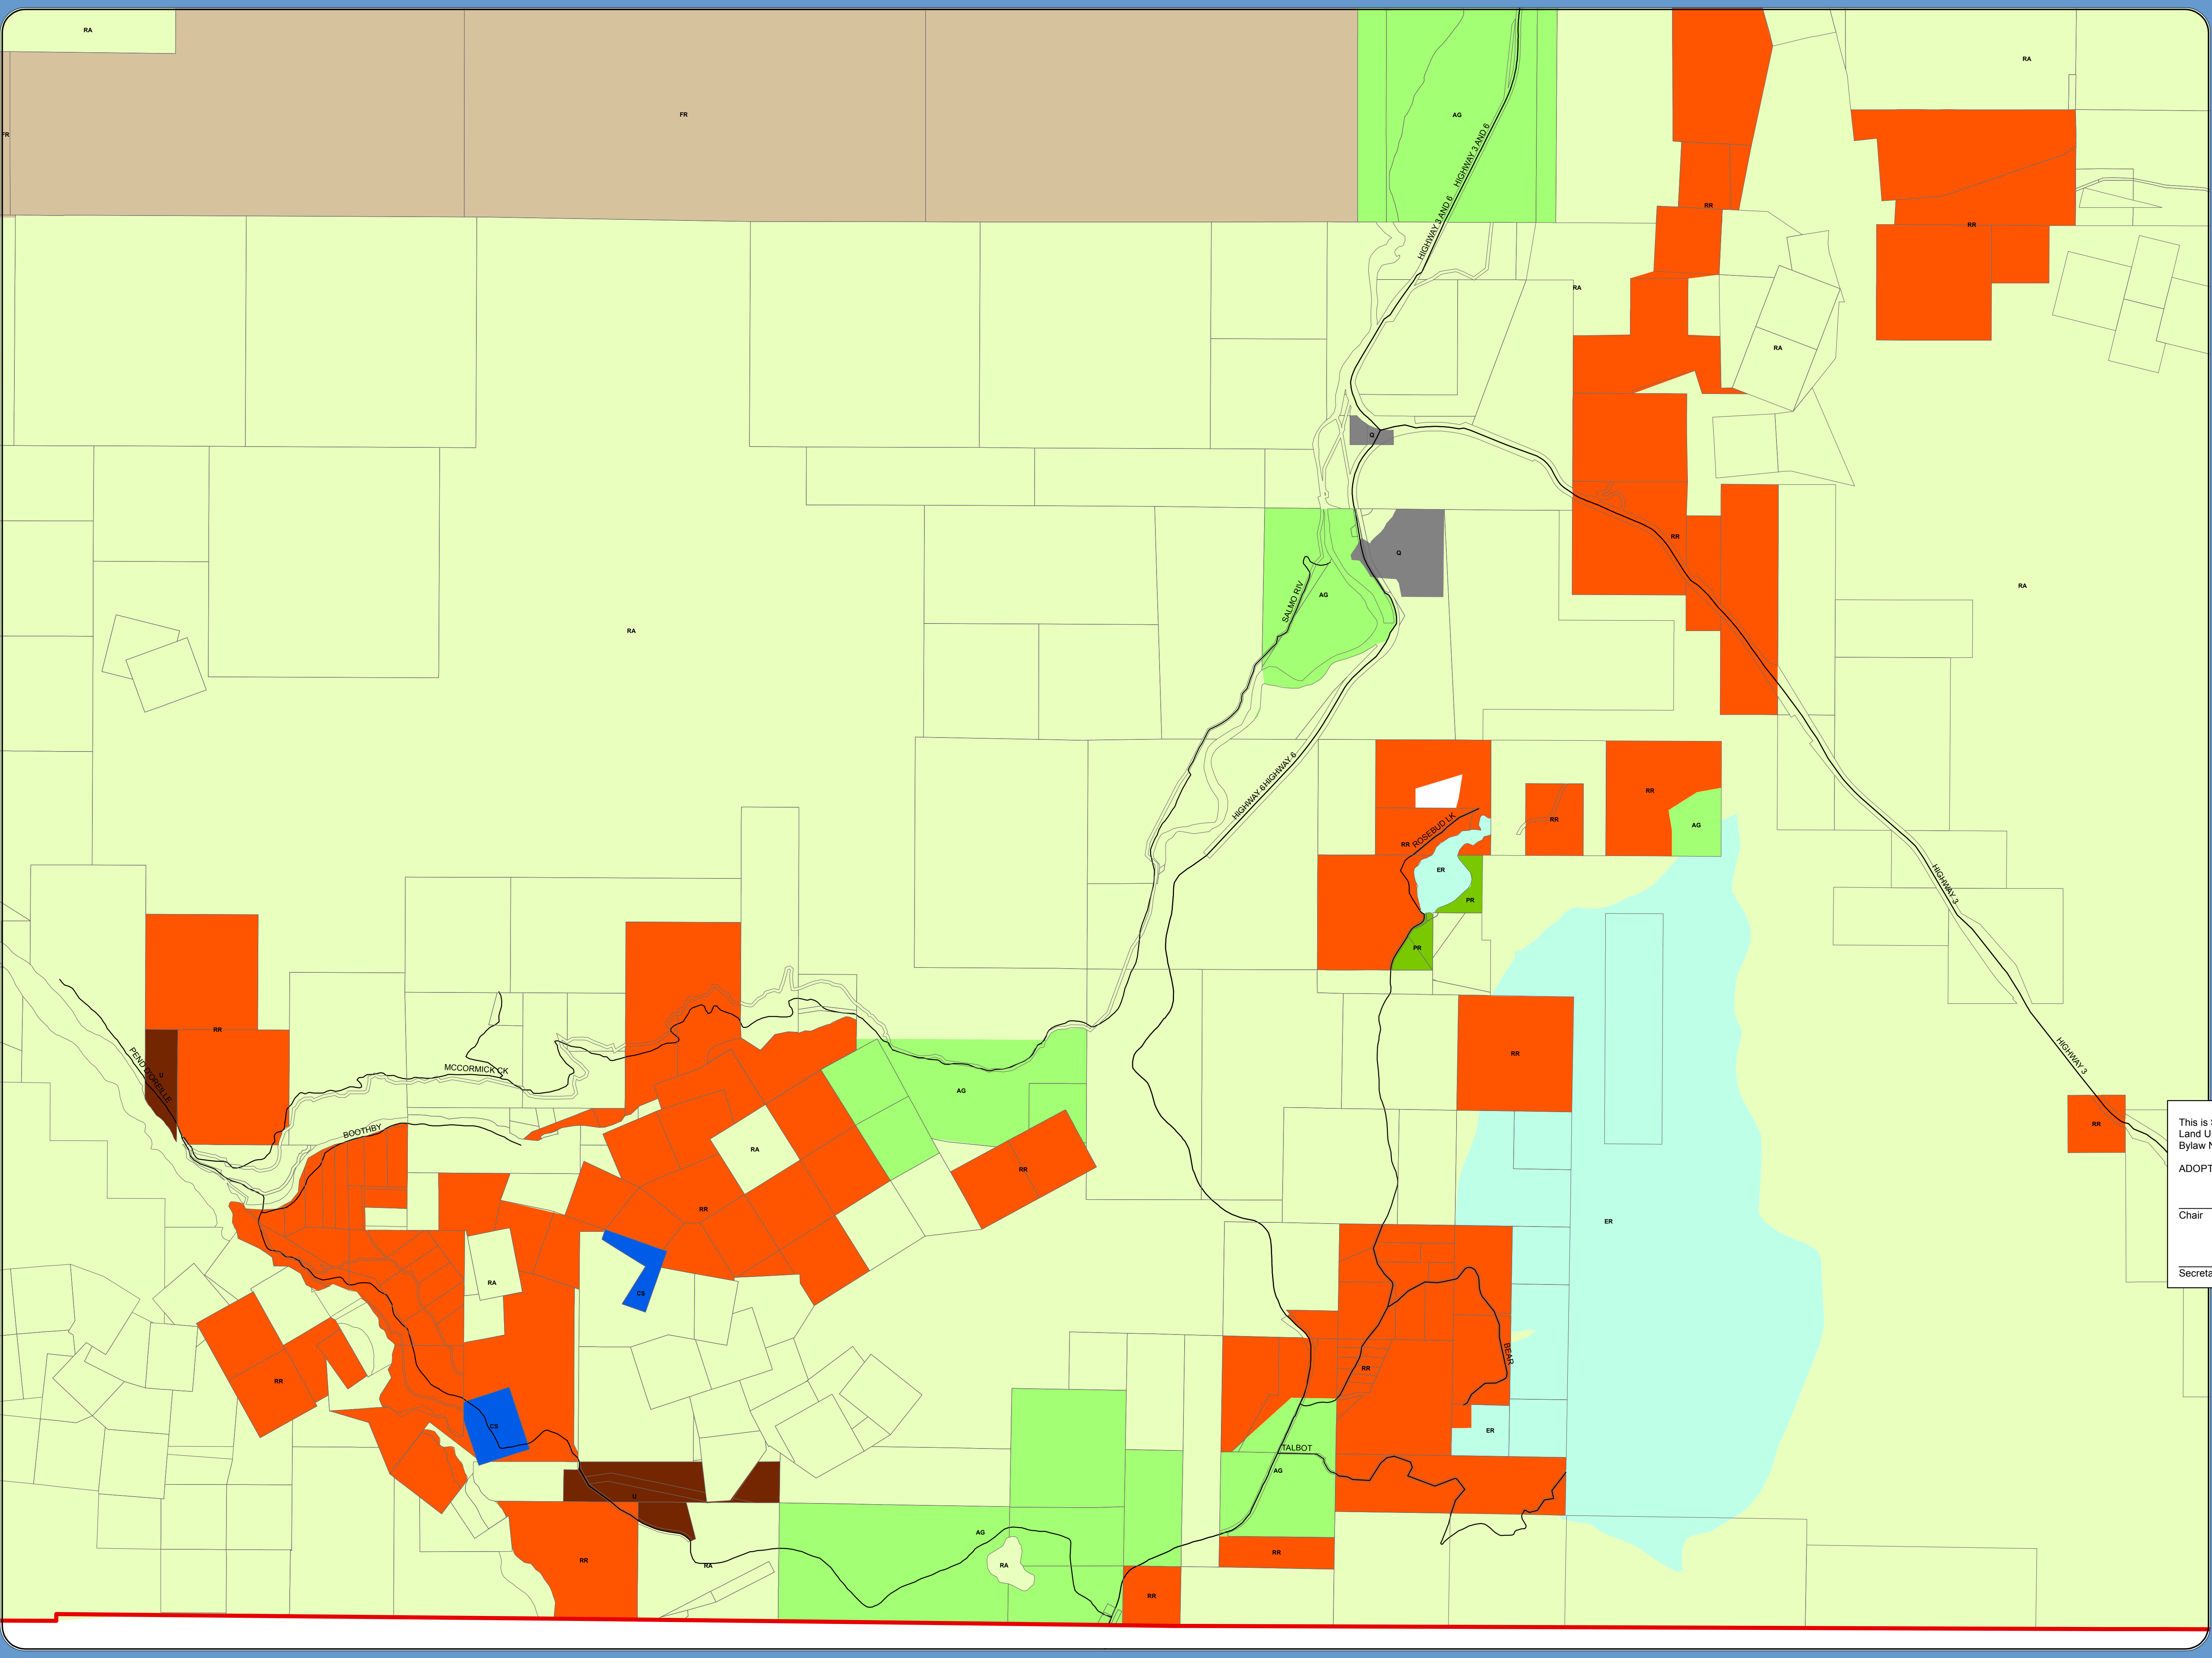 RA
RA
FR
AG
FR
HIGHWAY 3 AND 6
HIGHWAY 3 AND 6
RR
RR
RA
RA
Q
RR
Q
RA
AG
SALMO RIV
RA
HIGHWAY 6
HIGHWAY 6
RR
RR
AG
ROSEBUD LK
RR
ER
HIGHWAY 3
PR
PR
RR
U
PEND D'OREILLE
MCCORMICK CK
RR
HIGHWAY 3
AG
BOOTHBY
RA
RR
RR
RR
This is
Land U
Bylaw N
ADOPT
Chair
Secreta
ER
RA
CS
RR
BEAR
RR
CS
ER
TALBOT
AG
U
AG
RR
RA
RA
RR
RR